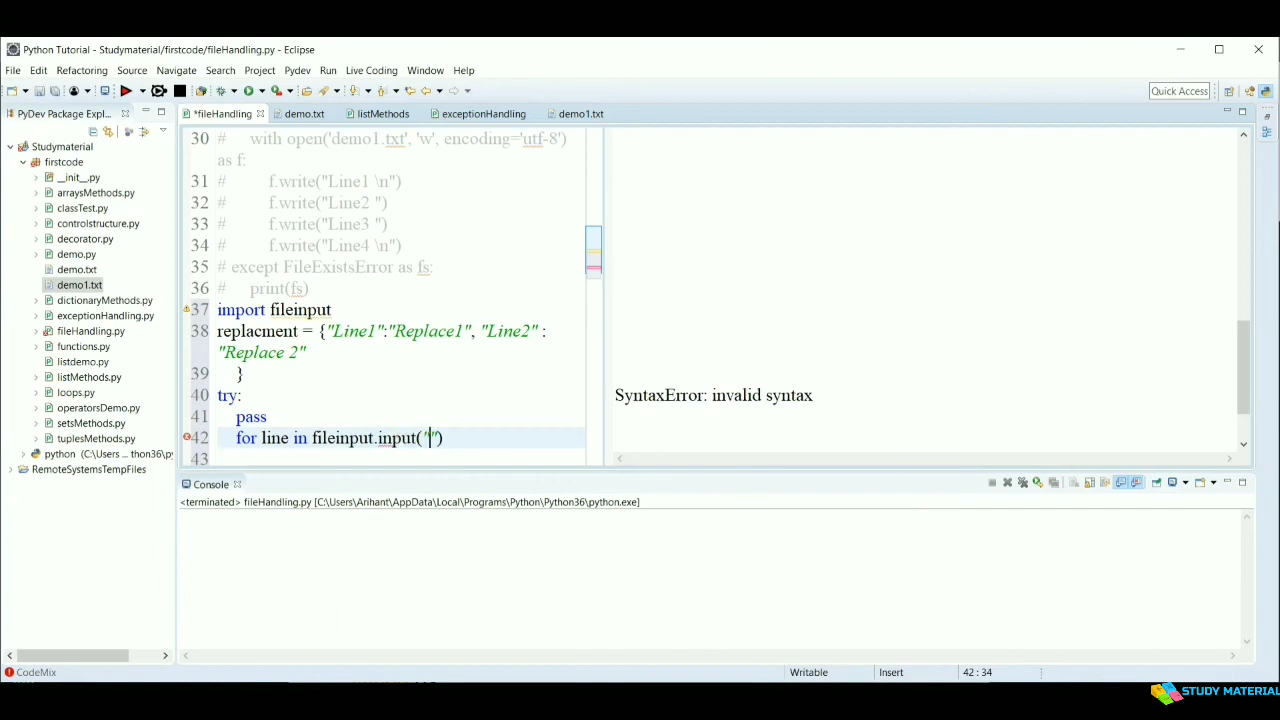 Python Tutorial - Studymaterial/firstcode/fileHandling.py - Eclipse
File Edit Refactoring Source Navigate Search Project Pydev Run Live Coding Window Help
Quick Access
PyDev Package Expl...
*fileHandling demo.txt listMethods exceptionHandling demo1.txt
Studymaterial
firstcode
__init__.py
arraysMethods.py
classTest.py
controlstructure.py
decorator.py
demo.py
demo.txt
demo1.txt
dictionaryMethods.py
exceptionHandling.py
fileHandling.py
functions.py
listdemo.py
listMethods.py
loops.py
operatorsDemo.py
setsMethods.py
tuplesMethods.py
python (C:\Users ... thon36\py
RemoteSystemsTempFiles
30 # with open('demo1.txt', 'w', encoding='utf-8')
as f:
31 # f.write("Line1 \n")
32 # f.write("Line2 ")
33 # f.write("Line3 ")
34 # f.write("Line4 \n")
35 # except FileExistsError as fs:
36 # print(fs)
37 import fileinput
38 replacment = {"Line1":"Replace1", "Line2" :
"Replace 2"
39 }
40 try:
41 pass
42 for line in fileinput.input("")
43
SyntaxError: invalid syntax
Console
<terminated> fileHandling.py [C:\Users\Arihant\AppData\Local\Programs\Python\Python36\python.exe]
CodeMix
Writable Insert 42 : 34
STUDY MATERIAL